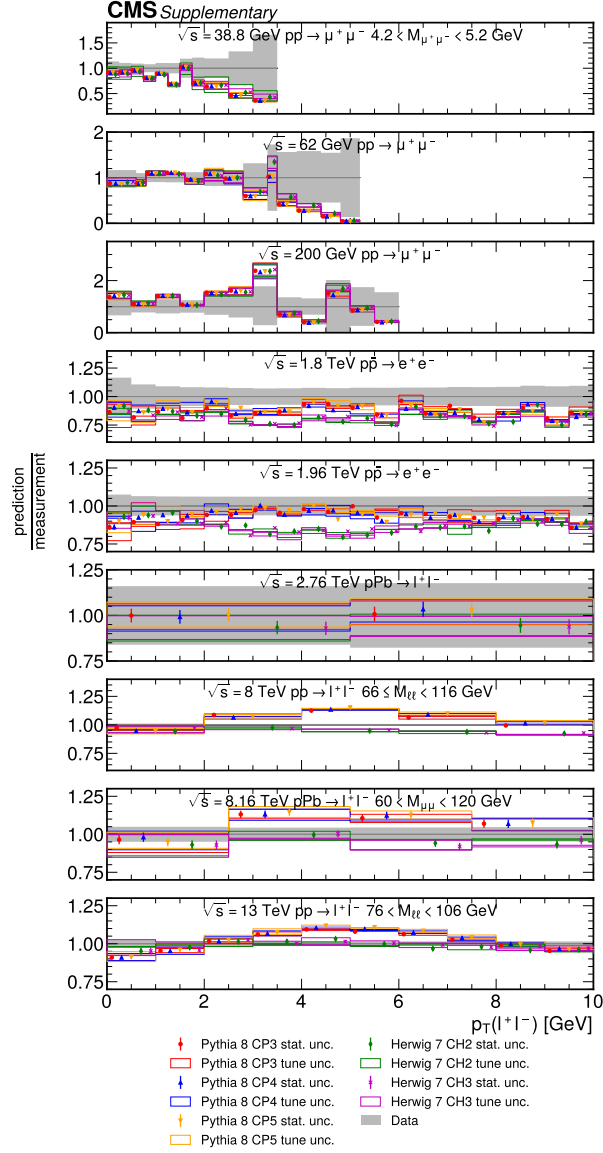 CMS Supplementary
√s = 38.8 GeV pp → μ⁺μ⁻ 4.2 < M_μ⁺μ⁻ < 5.2 GeV
1.5
1.0
0.5
√s = 62 GeV pp → μ⁺μ⁻
2
1
0
√s = 200 GeV pp → μ⁺μ⁻
2
1
0
√s = 1.8 TeV pp̄ → e⁺e⁻
1.25
1.00
0.75
√s = 1.96 TeV pp̄ → e⁺e⁻
1.25
1.00
0.75
prediction
measurement
√s = 2.76 TeV pPb → l⁺l⁻
1.25
1.00
0.75
√s = 8 TeV pp → l⁺l⁻ 66 ≤ M_ℓℓ < 116 GeV
1.25
1.00
0.75
√s = 8.16 TeV pPb → l⁺l⁻ 60 < M_μμ < 120 GeV
1.25
1.00
0.75
√s = 13 TeV pp → l⁺l⁻ 76 < M_ℓℓ < 106 GeV
1.25
1.00
0.75
0 2 4 6 8 10
p_T(l⁺l⁻) [GeV]
Pythia 8 CP3 stat. unc.
Pythia 8 CP3 tune unc.
Pythia 8 CP4 stat. unc.
Pythia 8 CP4 tune unc.
Pythia 8 CP5 stat. unc.
Pythia 8 CP5 tune unc.
Herwig 7 CH2 stat. unc.
Herwig 7 CH2 tune unc.
Herwig 7 CH3 stat. unc.
Herwig 7 CH3 tune unc.
Data